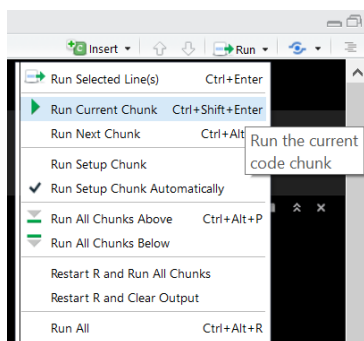 Insert Run
Run Selected Line(s) Ctrl+Enter
Run Current Chunk Ctrl+Shift+Enter
Run Next Chunk Ctrl+Alt
Run the current
code chunk
Run Setup Chunk
Run Setup Chunk Automatically
Run All Chunks Above Ctrl+Alt+P
Run All Chunks Below
Restart R and Run All Chunks
Restart R and Clear Output
Run All Ctrl+Alt+R